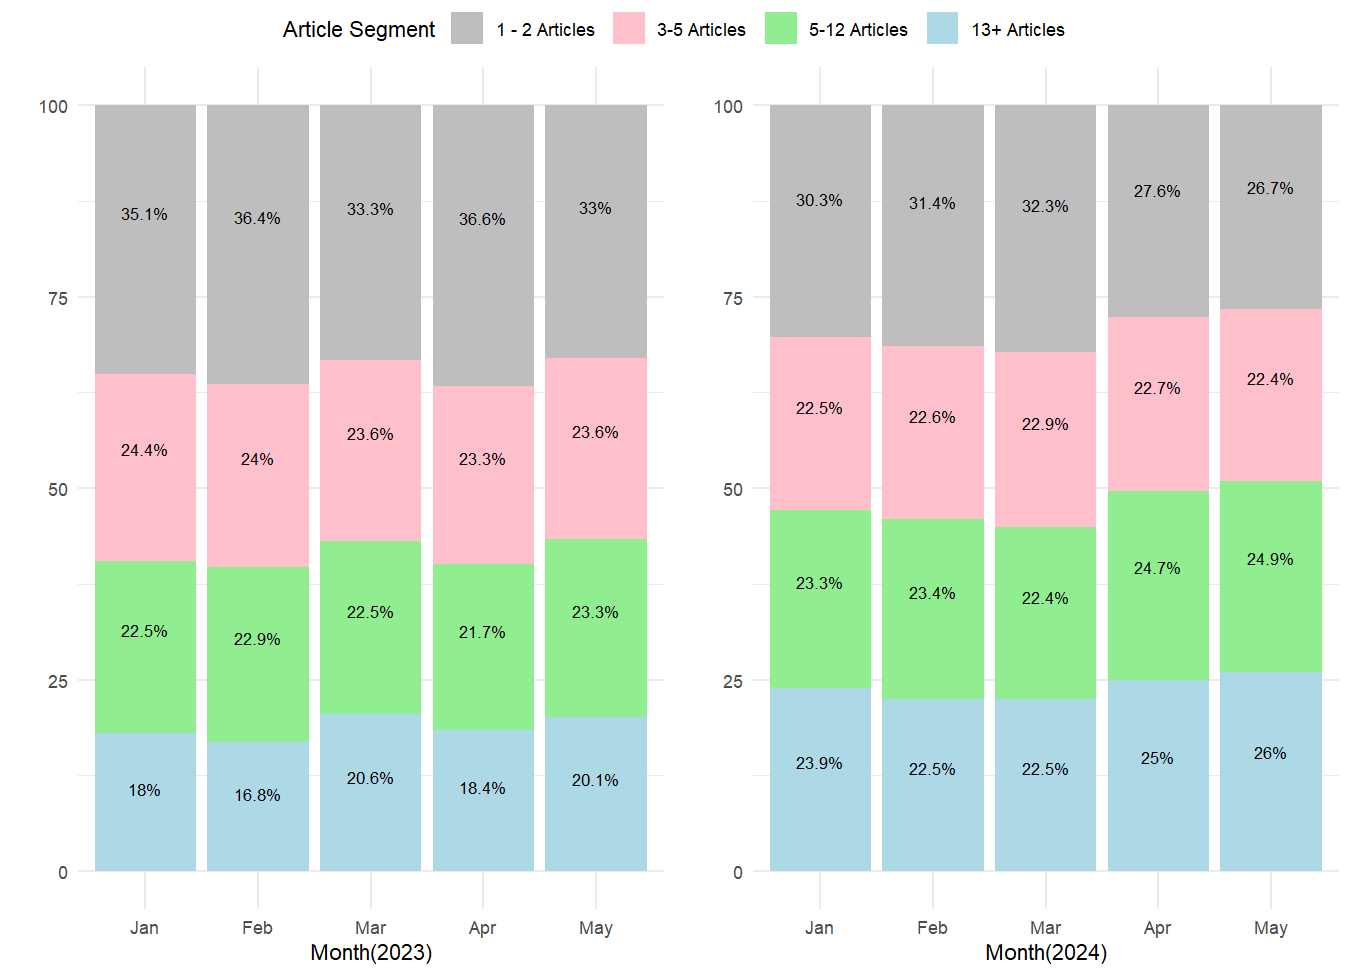 Article Segment 1 - 2 Articles 3-5 Articles 5-12 Articles 13+ Articles
100
75
50
25
0
35.1% 36.4% 33.3% 36.6% 33%
24.4% 24% 23.6% 23.3% 23.6%
22.5% 22.9% 22.5% 21.7% 23.3%
18% 16.8% 20.6% 18.4% 20.1%
Jan Feb Mar Apr May
Month(2023)
100
75
50
25
0
30.3% 31.4% 32.3% 27.6% 26.7%
22.5% 22.6% 22.9% 22.7% 22.4%
23.3% 23.4% 22.4% 24.7% 24.9%
23.9% 22.5% 22.5% 25% 26%
Jan Feb Mar Apr May
Month(2024)